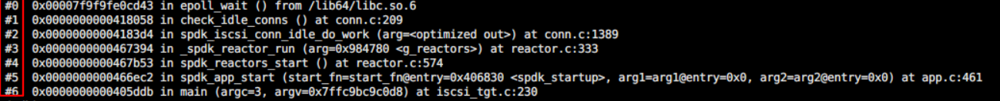 #0 0x00007f9f9fe0cd43 in epoll_wait () from /lib64/libc.so.6
#1 0x0000000000418058 in check_idle_conns () at conn.c:209
#2 0x00000000004183d4 in spdk_iscsi_conn_idle_do_work (arg=<optimized out>) at conn.c:1389
#3 0x0000000000467394 in _spdk_reactor_run (arg=0x984780 <g_reactors>) at reactor.c:333
#4 0x0000000000467b53 in spdk_reactors_start () at reactor.c:574
#5 0x0000000000466ec2 in spdk_app_start (start_fn=start_fn@entry=0x406830 <spdk_startup>, arg1=arg1@entry=0x0, arg2=arg2@entry=0x0) at app.c:461
#6 0x0000000000405ddb in main (argc=3, argv=0x7ffc9bc9c0d8) at iscsi_tgt.c:230